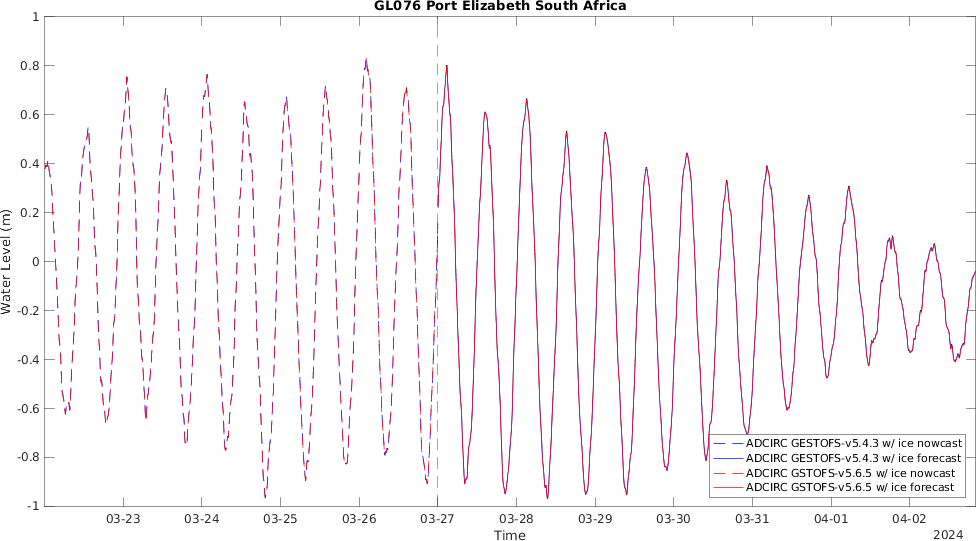 GL076 Port Elizabeth South Africa
Water Level (m)
1
0.8
0.6
0.4
0.2
0
-0.2
-0.4
-0.6
-0.8
-1
ADCIRC GESTOFS-v5.4.3 w/ ice nowcast
ADCIRC GESTOFS-v5.4.3 w/ ice forecast
ADCIRC GSTOFS-v5.6.5 w/ ice nowcast
ADCIRC GSTOFS-v5.6.5 w/ ice forecast
03-23 03-24 03-25 03-26 03-27 03-28 03-29 03-30 03-31 04-01 04-02
Time
2024